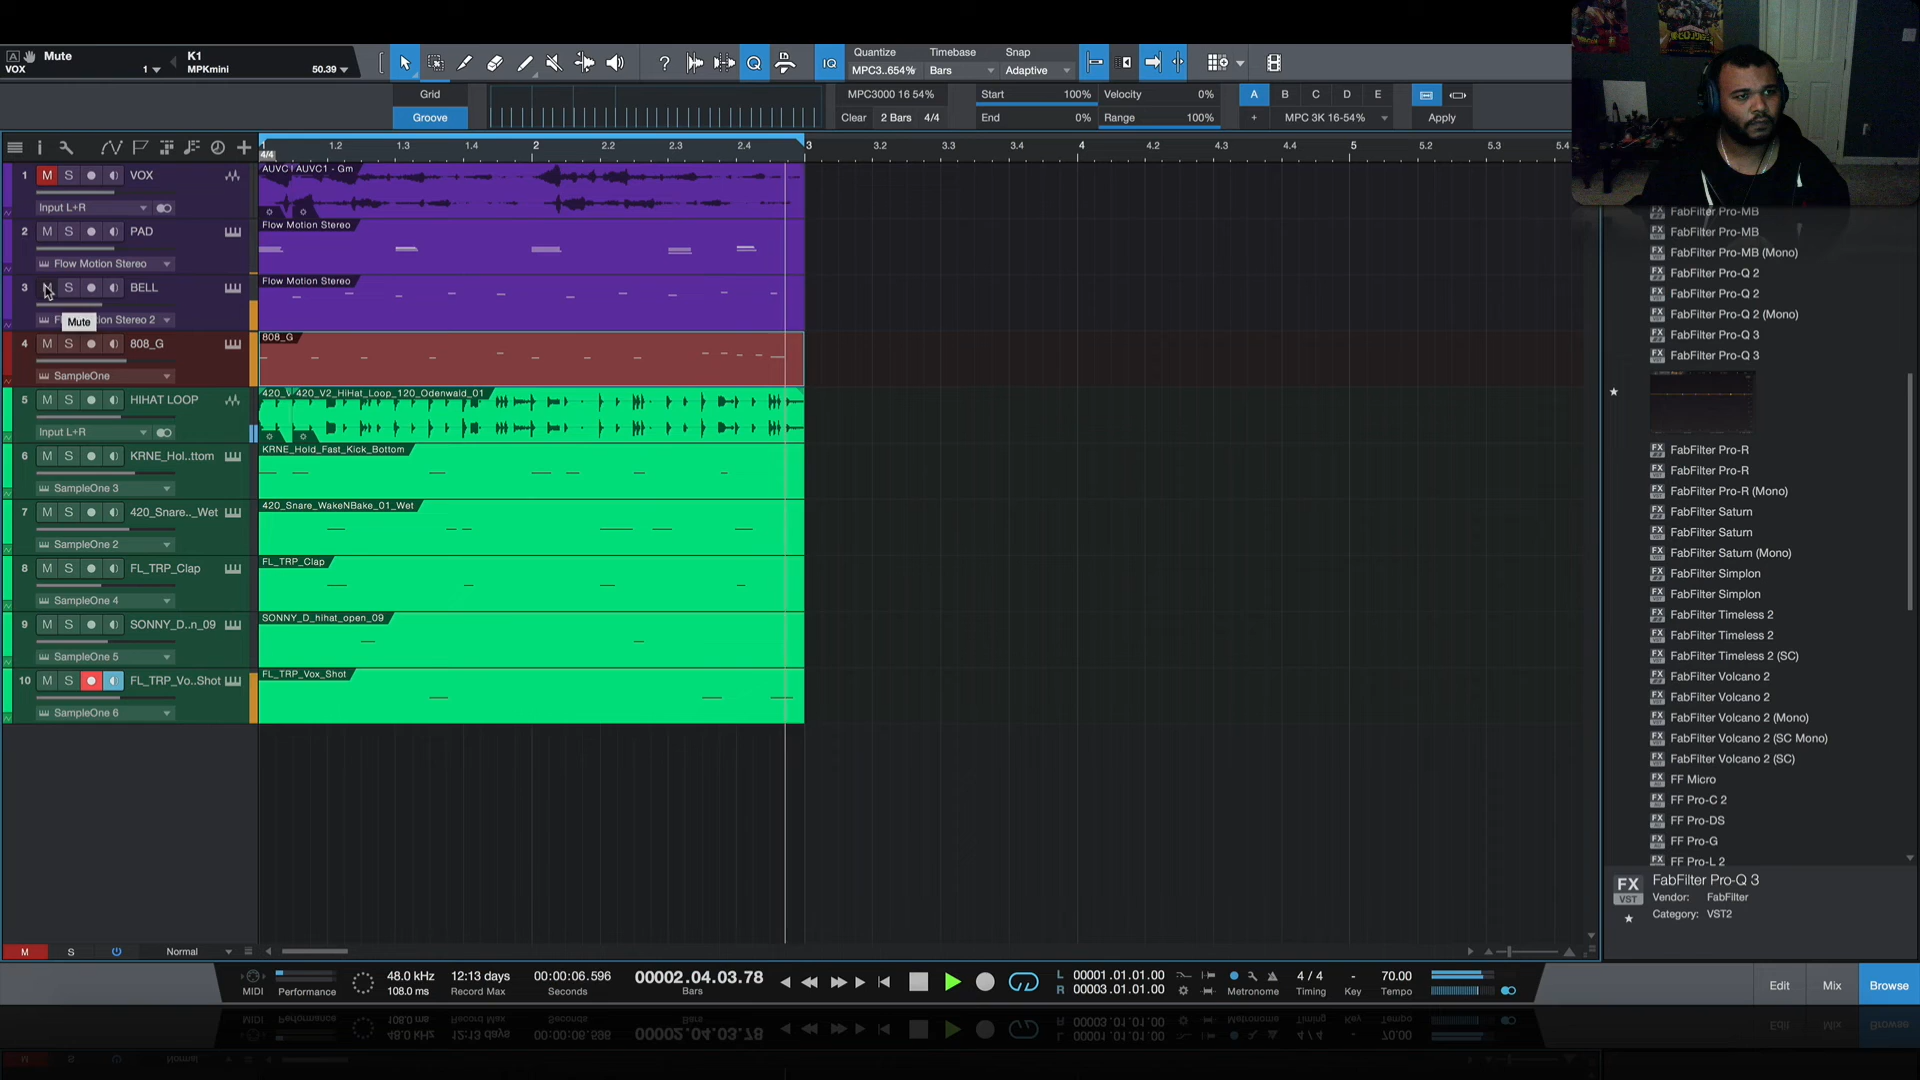 Mute
K1
VOX
1
MPKmini
50.39
Quantize
Timebase
Snap
IQ
MPC3..654%
Bars
Adaptive
Grid
MPC3000 16 54%
Start
100%
Velocity
0%
A
B
C
D
E
Groove
Clear
2 Bars
4/4
End
0%
Range
100%
+
MPC 3K 16-54%
Apply
4/4
1.2
1.3
1.4
2
2.2
2.3
2.4
3
3.2
3.3
3.4
4
4.2
4.3
4.4
5
5.2
5.3
5.4
1
M
S
VOX
Input L+R
AUVC
AUVC1 - Gm
2
M
S
PAD
Flow Motion Stereo
Flow Motion Stereo
3
S
BELL
Mute
Flow Motion Stereo
4
M
S
808_G
SampleOne
808_G
5
M
S
HIHAT LOOP
Input L+R
420_V2_HiHat_Loop_120_Odenwald_01
6
M
S
KRNE_Hol..ttom
SampleOne 3
KRNE_Hold_Fast_Kick_Bottom
7
M
S
420_Snare.._Wet
SampleOne 2
420_Snare_WakeNBake_01_Wet
8
M
S
FL_TRP_Clap
SampleOne 4
FL_TRP_Clap
9
M
S
SONNY_D..n_09
SampleOne 5
SONNY_D_hihat_open_09
10
M
S
FL_TRP_Vo..Shot
SampleOne 6
FL_TRP_Vox_Shot
FabFilter Pro-MB
FabFilter Pro-MB
FabFilter Pro-MB (Mono)
FabFilter Pro-Q 2
FabFilter Pro-Q 2
FabFilter Pro-Q 2 (Mono)
FabFilter Pro-Q 3
FabFilter Pro-Q 3
FabFilter Pro-R
FabFilter Pro-R
FabFilter Pro-R (Mono)
FabFilter Saturn
FabFilter Saturn
FabFilter Saturn (Mono)
FabFilter Simplon
FabFilter Simplon
FabFilter Timeless 2
FabFilter Timeless 2
FabFilter Timeless 2 (SC)
FabFilter Volcano 2
FabFilter Volcano 2
FabFilter Volcano 2 (Mono)
FabFilter Volcano 2 (SC Mono)
FabFilter Volcano 2 (SC)
FF Micro
FF Pro-C 2
FF Pro-DS
FF Pro-G
FF Pro-L 2
FX
VST
FabFilter Pro-Q 3
Vendor:
FabFilter
Category:
VST2
M
S
Normal
MIDI
Performance
48.0 kHz
108.0 ms
12:13 days
Record Max
00:00:06.596
Seconds
00002.04.03.78
Bars
L
00001.01.01.00
R
00003.01.01.00
Metronome
4 / 4
Timing
-
Key
70.00
Tempo
Edit
Mix
Browse